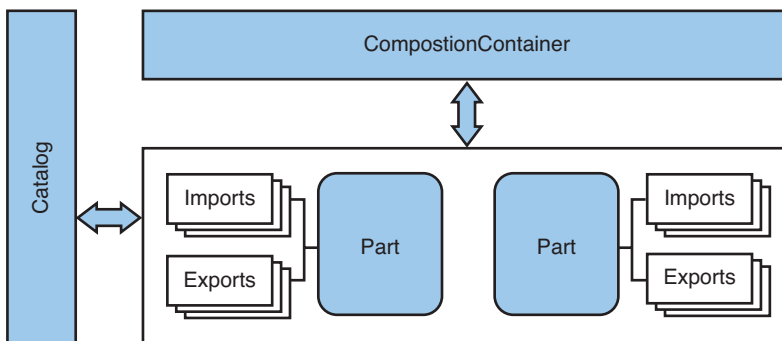 CompostionContainer
Catalog
Imports
Exports
Part
Part
Imports
Exports